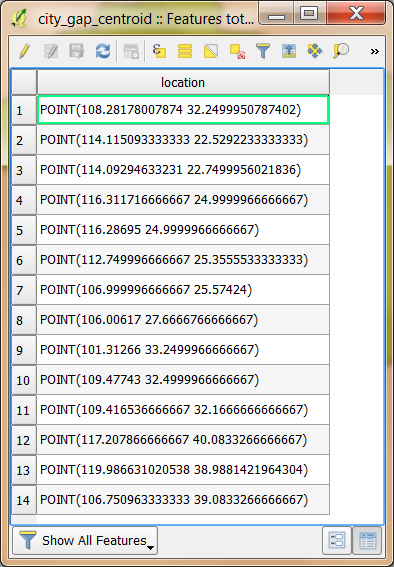 city_gap_centroid :: Features tot...
»
location
1 POINT(108.28178007874 32.2499950787402)
2 POINT(114.115093333333 22.5292233333333)
3 POINT(114.09294633231 22.7499956021836)
4 POINT(116.311716666667 24.9999966666667)
5 POINT(116.28695 24.9999966666667)
6 POINT(112.749996666667 25.3555533333333)
7 POINT(106.999996666667 25.57424)
8 POINT(106.00617 27.6666766666667)
9 POINT(101.31266 33.2499966666667)
10 POINT(109.47743 32.4999966666667)
11 POINT(109.416536666667 32.1666666666667)
12 POINT(117.207866666667 40.0833266666667)
13 POINT(119.986631020538 38.9881421964304)
14 POINT(106.750963333333 39.0833266666667)
Show All Features